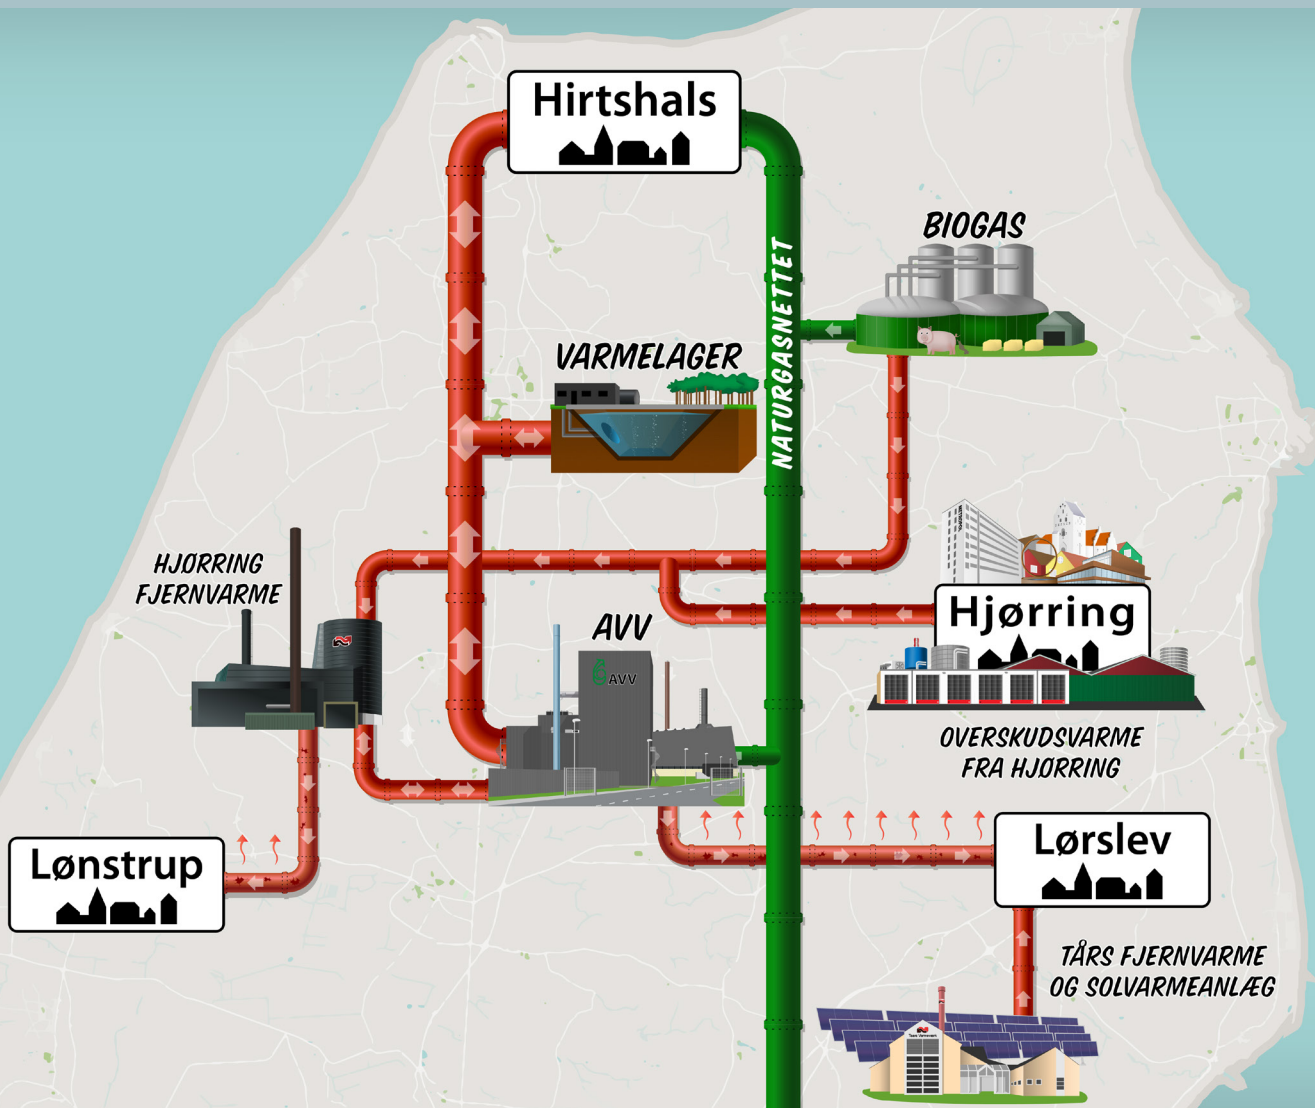 Hirtshals
BIOGAS
NATURGASNETTET
VARMELAGER
HJØRRING
FJERNVARME
AVV
AVV
Hjørring
OVERSKUDSVARME
FRA HJØRRING
Lønstrup
Lørslev
TÅRS FJERNVARME
OG SOLVARMEANLÆG